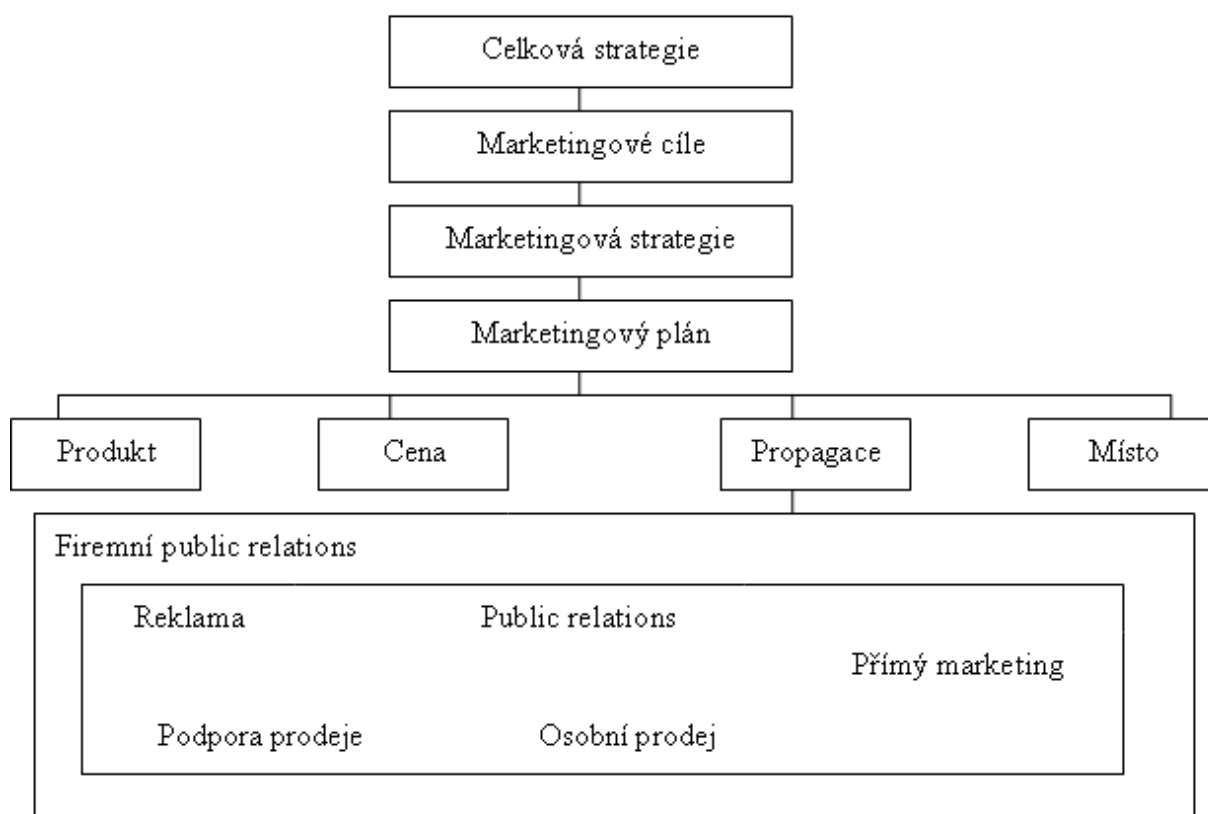 Celková strategie
Marketingové cíle
Marketingová strategie
Marketingový plán
Produkt
Cena
Propagace
Místo
Firemní public relations
Reklama
Public relations
Přímý marketing
Podpora prodeje
Osobní prodej